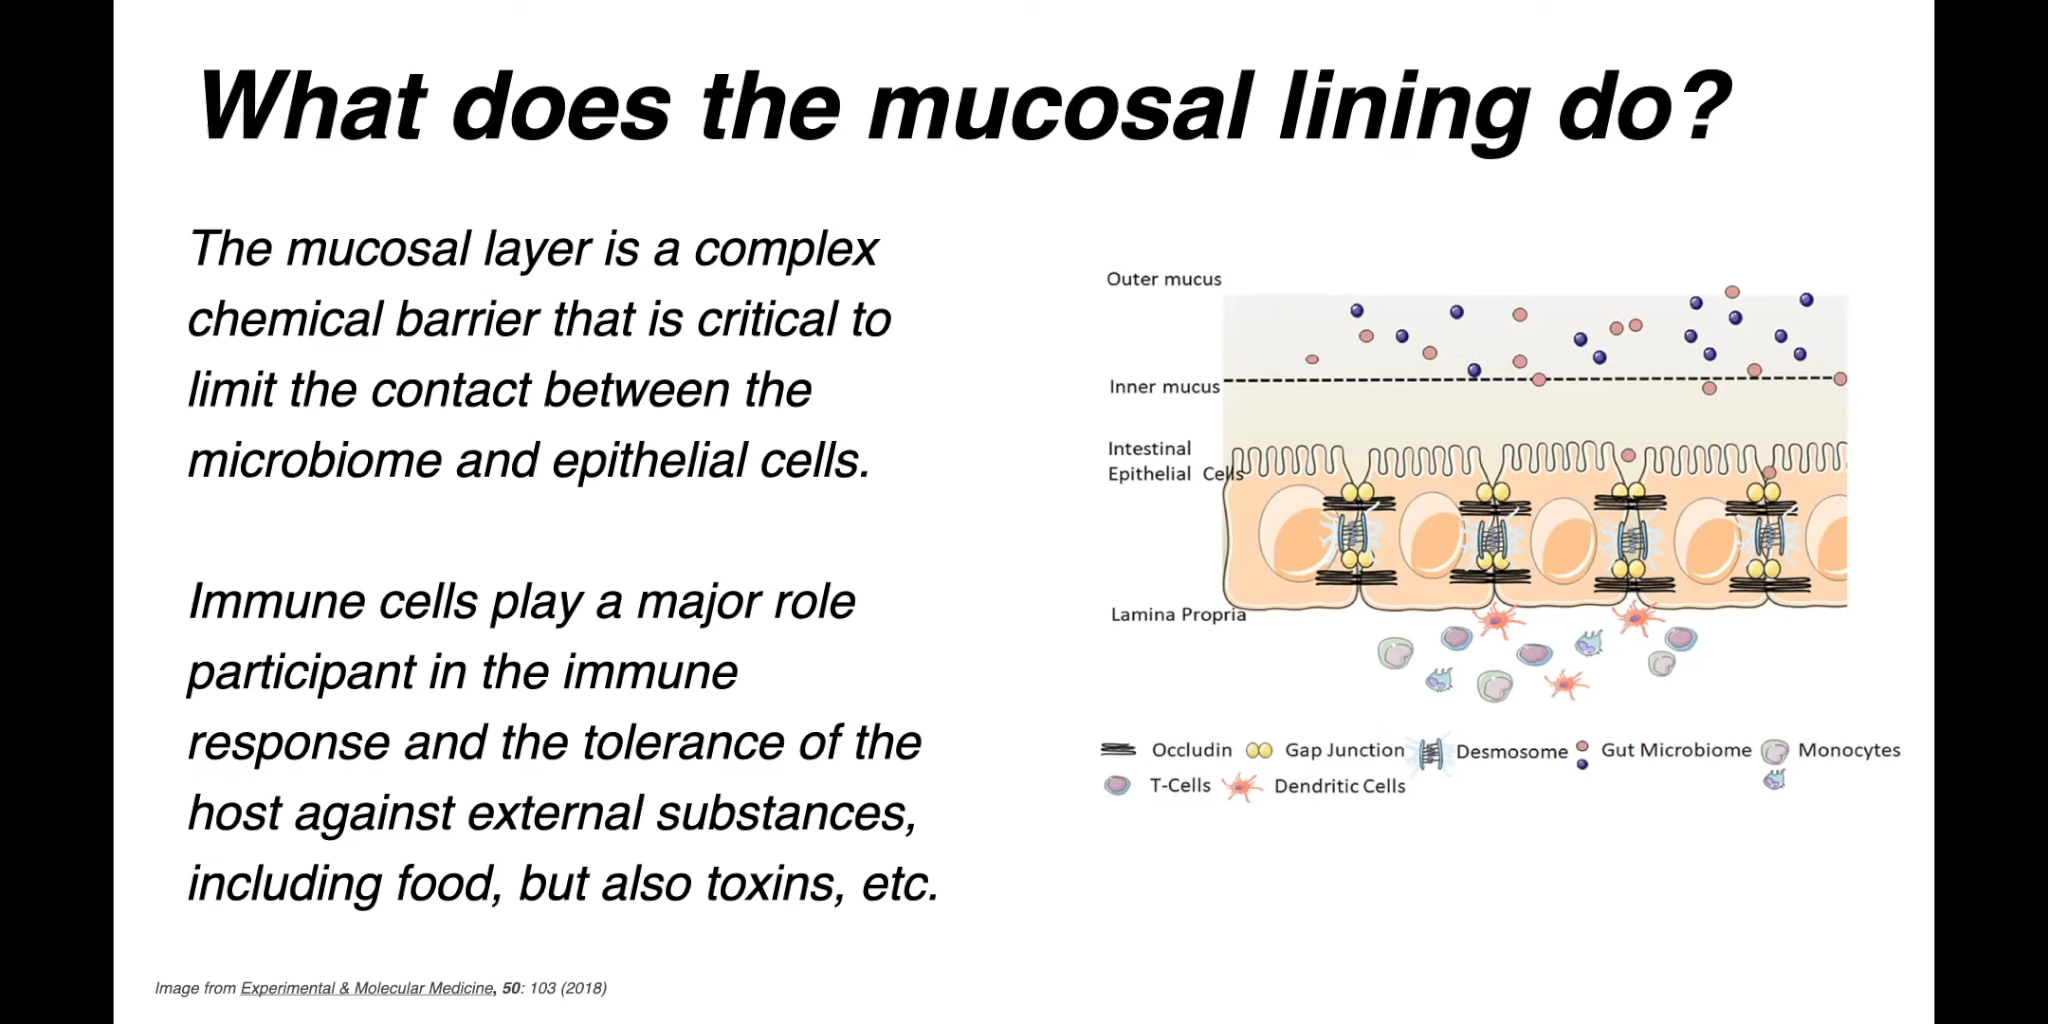 What does the mucosal lining do?
The mucosal layer is a complex
chemical barrier that is critical to
limit the contact between the
microbiome and epithelial cells.
Immune cells play a major role
participant in the immune
response and the tolerance of the
host against external substances,
including food, but also toxins, etc.
Outer mucus
Inner mucus
Intestinal
Epithelial Cells
Lamina Propria
Occludin Gap Junction Desmosome Gut Microbiome Monocytes
T-Cells Dendritic Cells
Image from Experimental & Molecular Medicine, 50: 103 (2018)